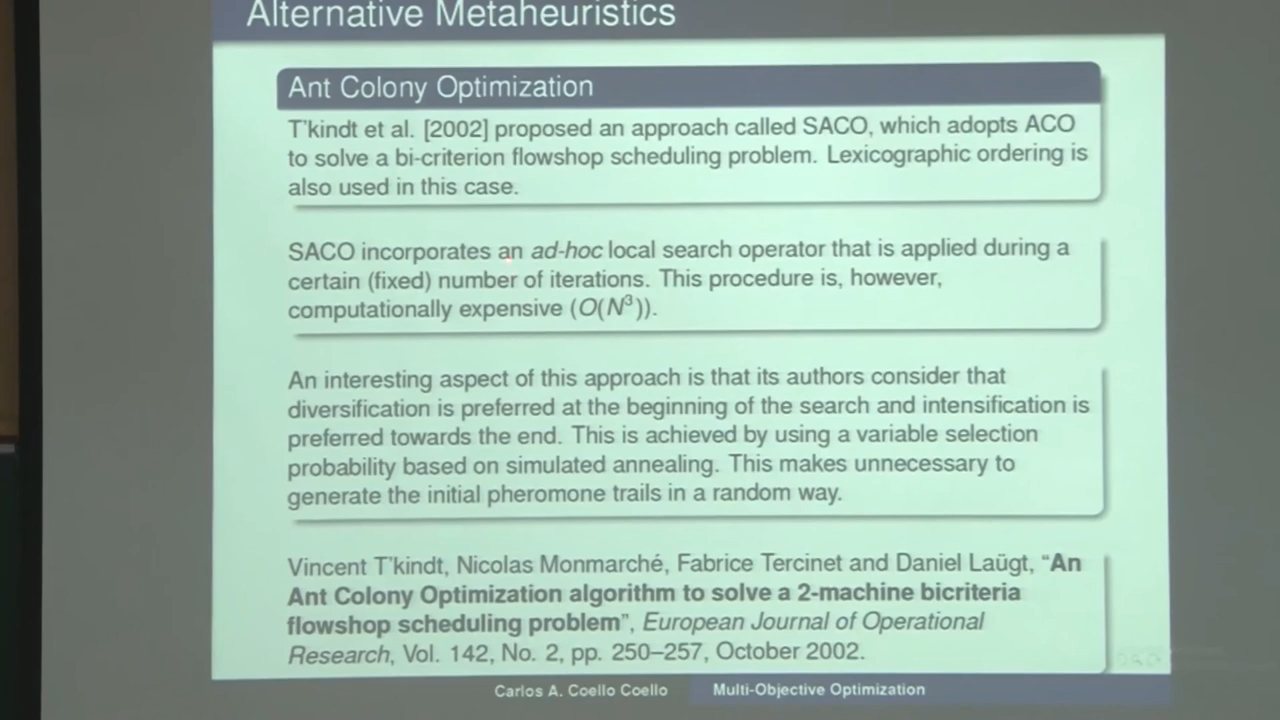 Alternative Metaheuristics
Ant Colony Optimization
T'kindt et al. [2002] proposed an approach called SACO, which adopts ACO
to solve a bi-criterion flowshop scheduling problem. Lexicographic ordering is
also used in this case.
SACO incorporates an ad-hoc local search operator that is applied during a
certain (fixed) number of iterations. This procedure is, however,
computationally expensive (O(N³)).
An interesting aspect of this approach is that its authors consider that
diversification is preferred at the beginning of the search and intensification is
preferred towards the end. This is achieved by using a variable selection
probability based on simulated annealing. This makes unnecessary to
generate the initial pheromone trails in a random way.
Vincent T'kindt, Nicolas Monmarché, Fabrice Tercinet and Daniel Laügt, “An
Ant Colony Optimization algorithm to solve a 2-machine bicriteria
flowshop scheduling problem”, European Journal of Operational
Research, Vol. 142, No. 2, pp. 250–257, October 2002.
Carlos A. Coello Coello Multi-Objective Optimization